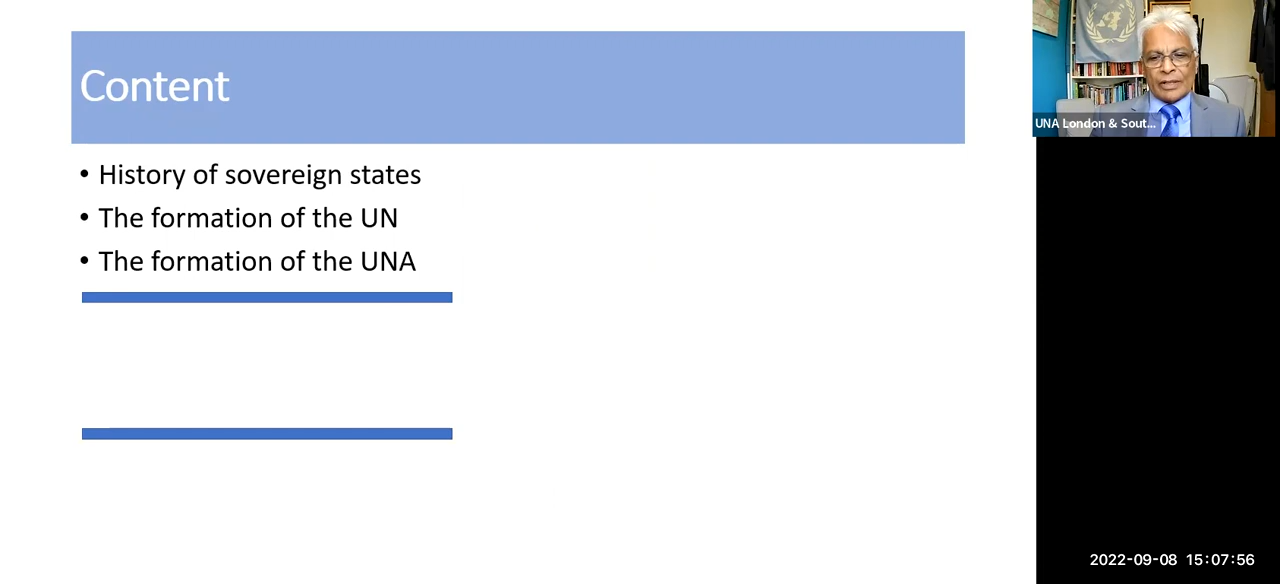 Content
• History of sovereign states
• The formation of the UN
• The formation of the UNA
UNA London & Sout...
2022-09-08 15:07:56